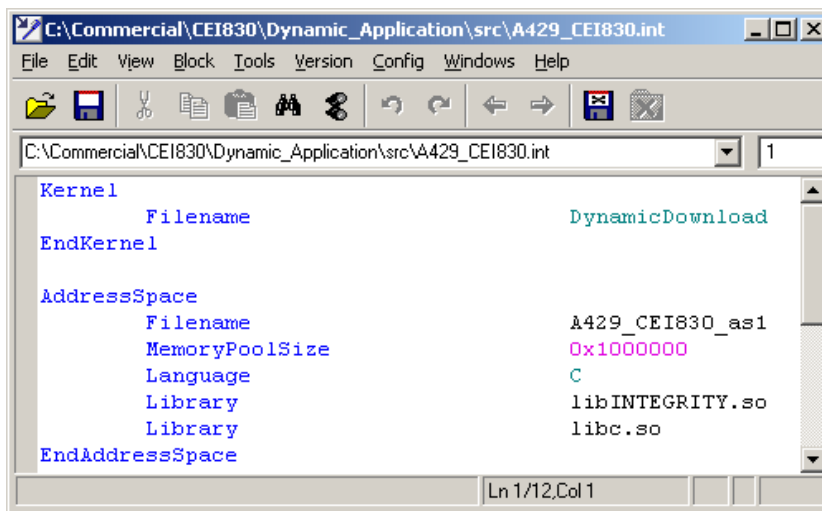 C:\Commercial\CEI830\Dynamic_Application\src\A429_CEI830.int
File Edit View Block Tools Version Config Windows Help
C:\Commercial\CEI830\Dynamic_Application\src\A429_CEI830.int 1
Kernel
Filename DynamicDownload
EndKernel
AddressSpace
Filename A429_CEI830_as1
MemoryPoolSize 0x1000000
Language C
Library libINTEGRITY.so
Library libc.so
EndAddressSpace
Ln 1/12,Col 1